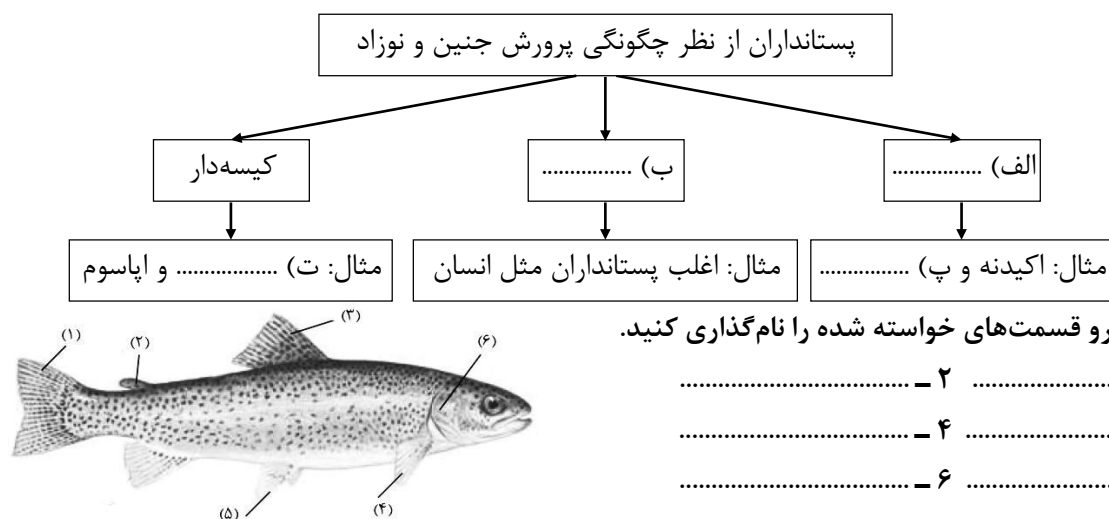 پستانداران از نظر چگونگی پرورش جنین و نوزاد
الف) ................ ب) ................ کیسه‌دار
مثال: اکیدنه و پ) ................ مثال: اغلب پستانداران مثل انسان مثال: ت) .................. و اپاسوم
(۱) (۲) (۳) (۶)
رو قسمت‌های خواسته شده را نام‌گذاری کنید.
........................ ۲ ـ ........................................
........................ ۴ ـ ........................................
........................ ۶ ـ ........................................
(۵) (۴)